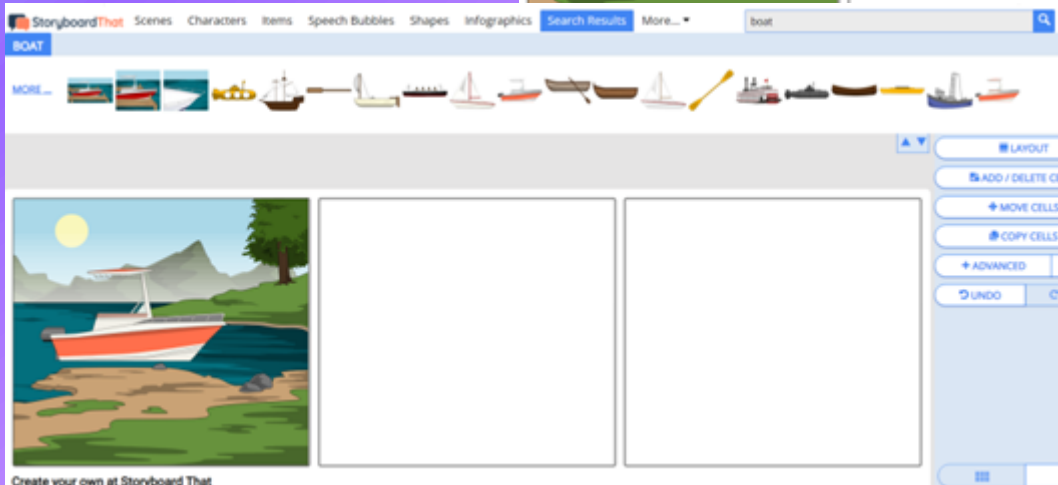 StoryboardThat Scenes Characters Items Speech Bubbles Shapes Infographics Search Results More... boat
BOAT
MORE...
LAYOUT
ADD / DELETE CE
MOVE CELLS
COPY CELLS
+ ADVANCED
UNDO
Create your own at Storyboard That